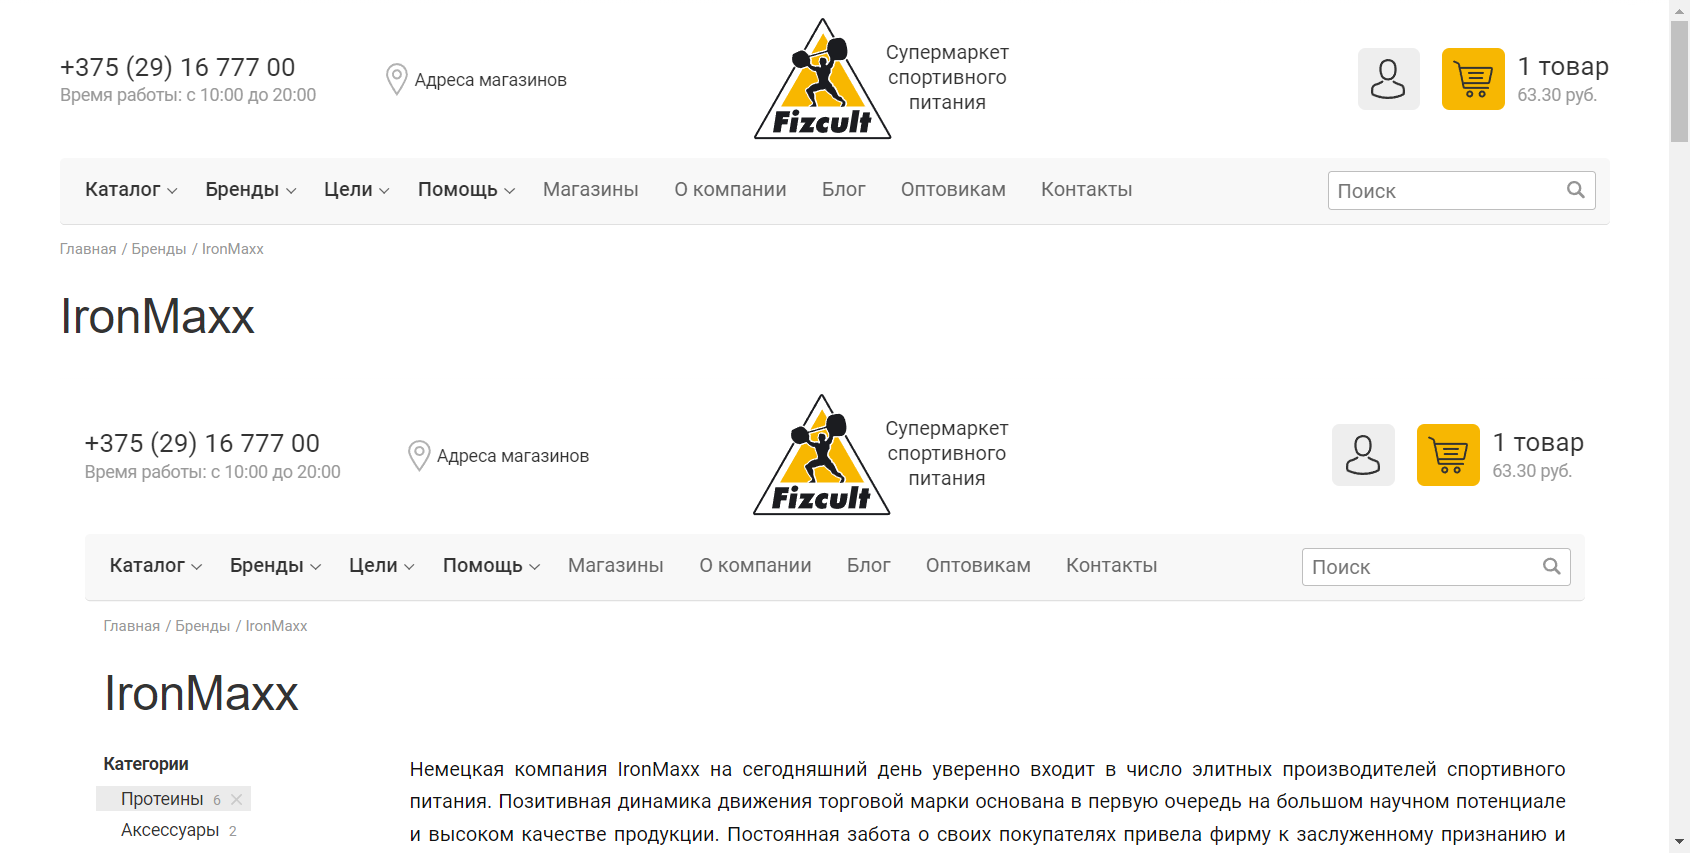 +375 (29) 16 777 00
Время работы: с 10:00 до 20:00
Адреса магазинов
Fizcult
Супермаркет
спортивного
питания
1 товар
63.30 руб.
Каталог Бренды Цели Помощь Магазины О компании Блог Оптовикам Контакты
Поиск
Главная / Бренды / IronMaxx
IronMaxx
+375 (29) 16 777 00
Время работы: с 10:00 до 20:00
Адреса магазинов
Fizcult
Супермаркет
спортивного
питания
1 товар
63.30 руб.
Каталог Бренды Цели Помощь Магазины О компании Блог Оптовикам Контакты
Поиск
Главная / Бренды / IronMaxx
IronMaxx
Категории
Протеины 6
Аксессуары 2
Немецкая компания IronMaxx на сегодняшний день уверенно входит в число элитных производителей спортивного
питания. Позитивная динамика движения торговой марки основана в первую очередь на большом научном потенциале
и высоком качестве продукции. Постоянная забота о своих покупателях привела фирму к заслуженному признанию и